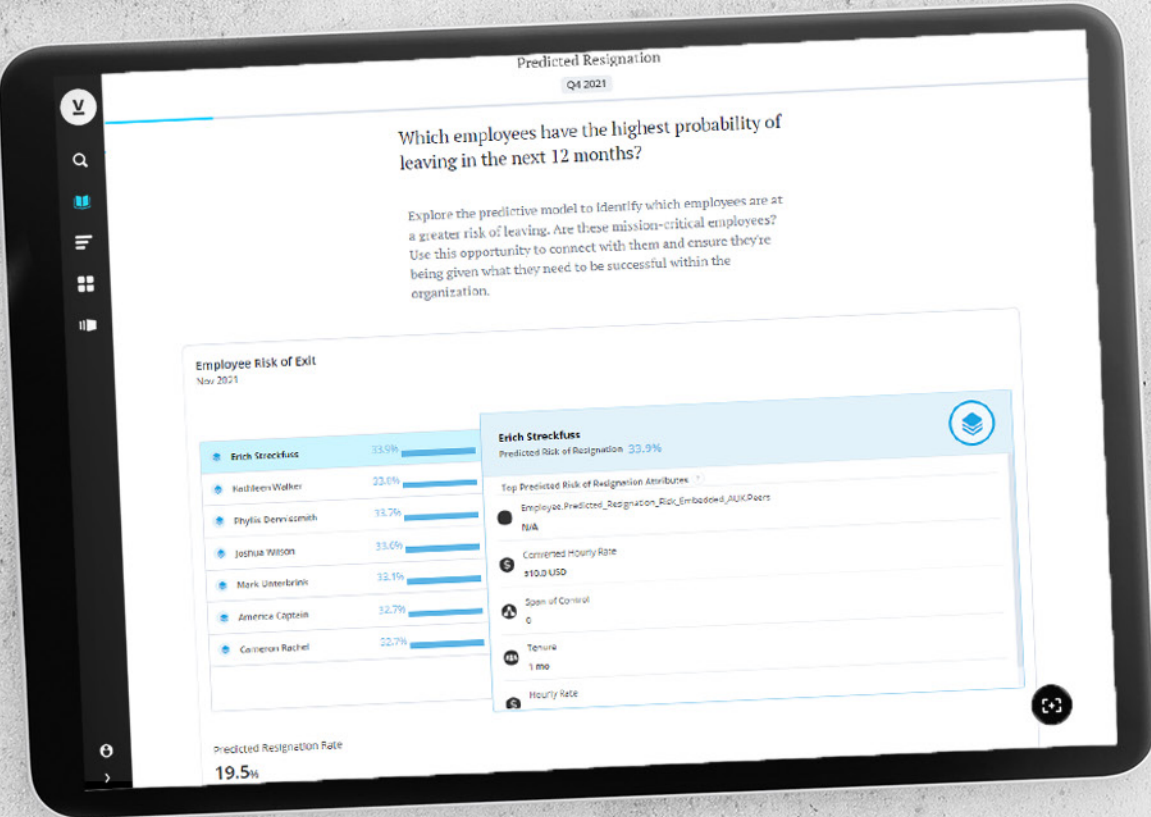 Predicted Resignation
Q4 2021
Which employees have the highest probability of
leaving in the next 12 months?
Explore the predictive model to identify which employees are at
a greater risk of leaving. Are these mission-critical employees?
Use this opportunity to connect with them and ensure they're
being given what they need to be successful within the
organization.
Employee Risk of Exit
Nov 2021
Erich Streckfuss 33.9%
Kathleen Walker
Phyllis 33.7%
Joshua Wilson
Mark Unterbrink
America Captain 32.7%
Cameron Rachel 32.7%
Erich Streckfuss
Predicted Risk of Resignation 33.9%
Top Predicted Risk of Resignation Attributes
Employee.Predicted_Resignation_Risk_Embedded_AUX.Peers
N/A
Converted Hourly Rate
$10.0 USD
Span of Control
0
Tenure
1 mo
Hourly Rate
Predicted Resignation Rate
19.5%